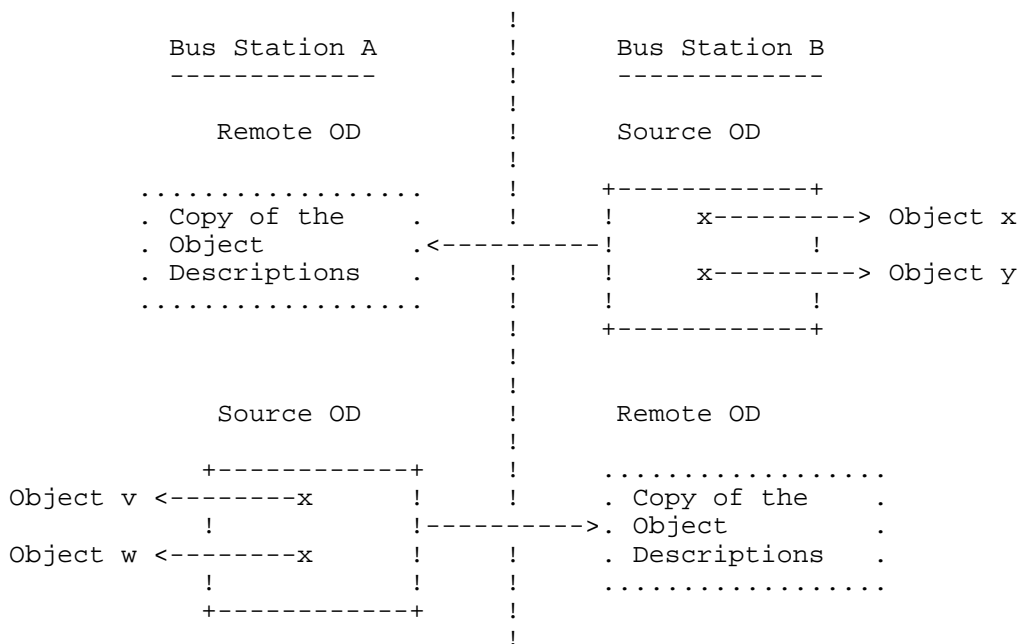 Bus Station A
Bus Station B
Remote OD
Source OD
Copy of the
Object
Descriptions
x
Object x
x
Object y
Source OD
Remote OD
Object v
x
Object w
x
Copy of the
Object
Descriptions